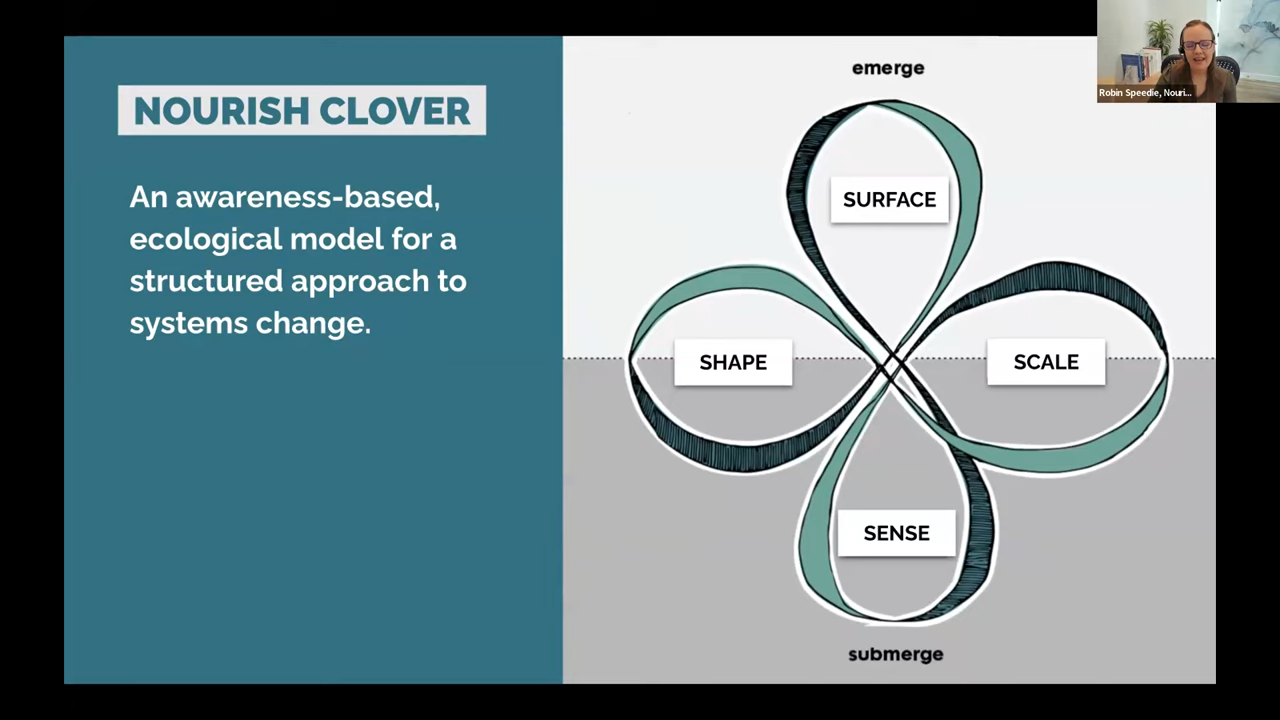 NOURISH CLOVER
An awareness-based,
ecological model for a
structured approach to
systems change.
emerge
SURFACE
SHAPE
SCALE
SENSE
submerge
Robin Speedie, Nouri...